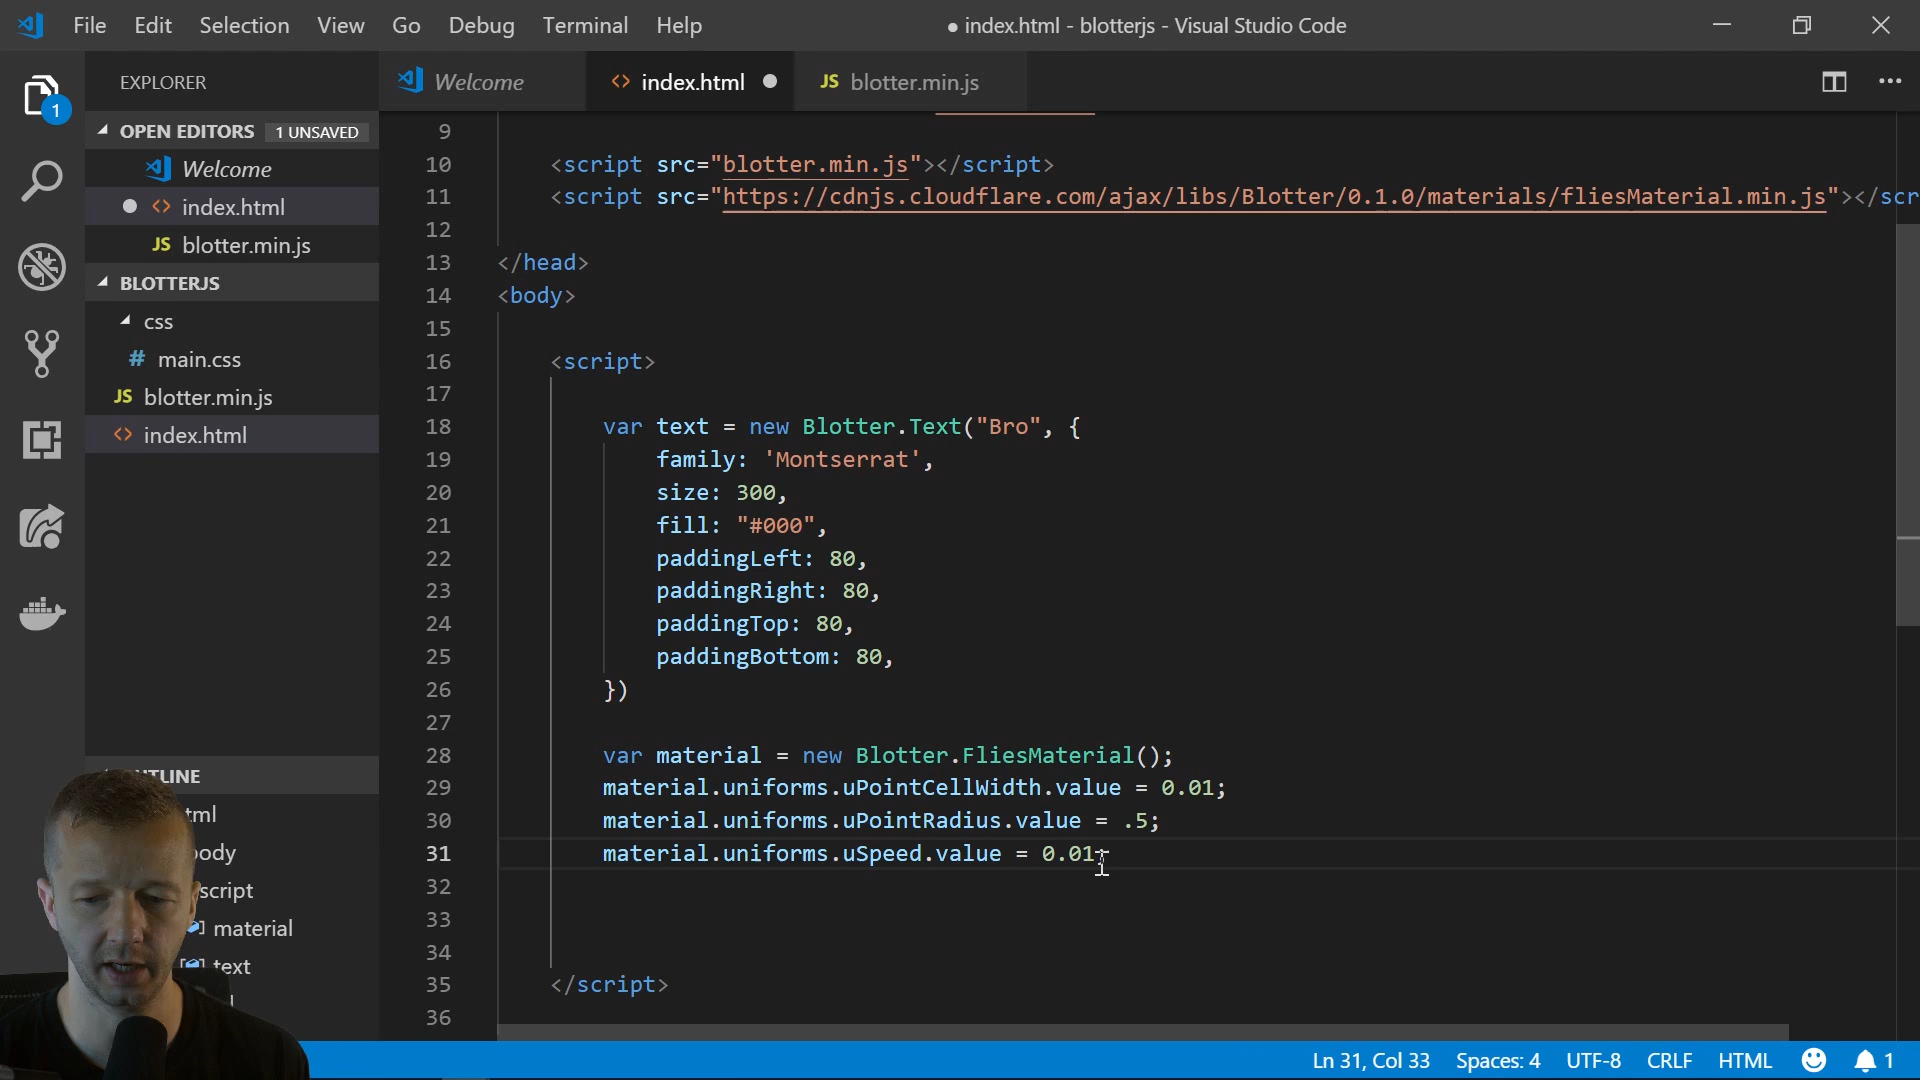 File Edit Selection View Go Debug Terminal Help
● index.html - blotterjs - Visual Studio Code
EXPLORER
Welcome
<> index.html ●
JS blotter.min.js
1
OPEN EDITORS 1 UNSAVED
Welcome
<> index.html
JS blotter.min.js
BLOTTERJS
css
# main.css
JS blotter.min.js
<> index.html
OUTLINE
body
script
material
text
9
10 <script src="blotter.min.js"></script>
11 <script src="https://cdnjs.cloudflare.com/ajax/libs/Blotter/0.1.0/materials/fliesMaterial.min.js"></scr
12
13 </head>
14 <body>
15
16 <script>
17
18 var text = new Blotter.Text("Bro", {
19 family: 'Montserrat',
20 size: 300,
21 fill: "#000",
22 paddingLeft: 80,
23 paddingRight: 80,
24 paddingTop: 80,
25 paddingBottom: 80,
26 })
27
28 var material = new Blotter.FliesMaterial();
29 material.uniforms.uPointCellWidth.value = 0.01;
30 material.uniforms.uPointRadius.value = .5;
31 material.uniforms.uSpeed.value = 0.01;
32
33
34
35 </script>
36
Ln 31, Col 33 Spaces: 4 UTF-8 CRLF HTML 1